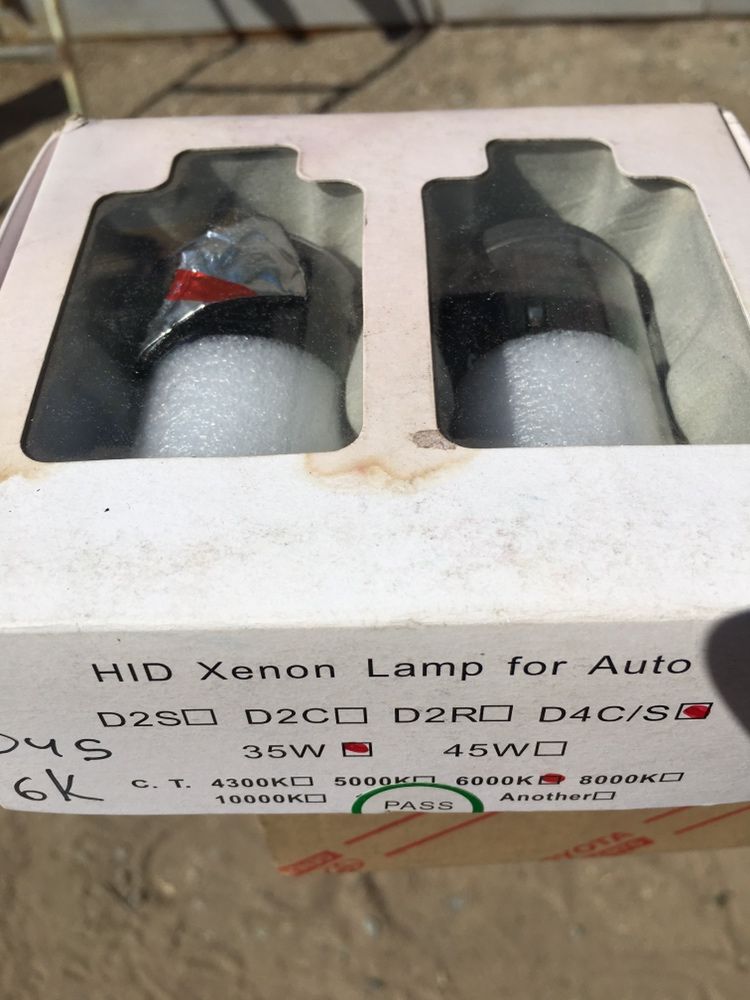 HID Xenon Lamp for Auto
D2S□ D2C□ D2R□ D4C/S□
D4S 35W□ 45W□
6K C. T. 4300K□ 5000K□ 6000K□ 8000K□
10000K□ PASS Another□
TOYOTA